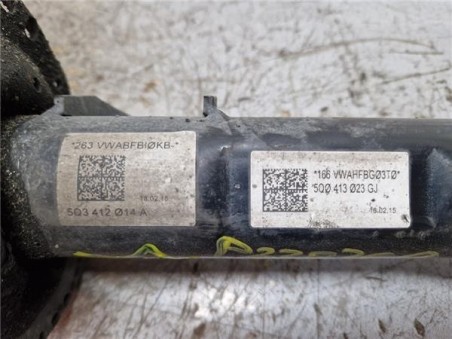 *263 VWABFBIØKB-*
18.02.15
5Q3 412 Ø14 A
*166 VWAHFBGØ3TØ*
5QØ 413 Ø23 GJ
18.02.15